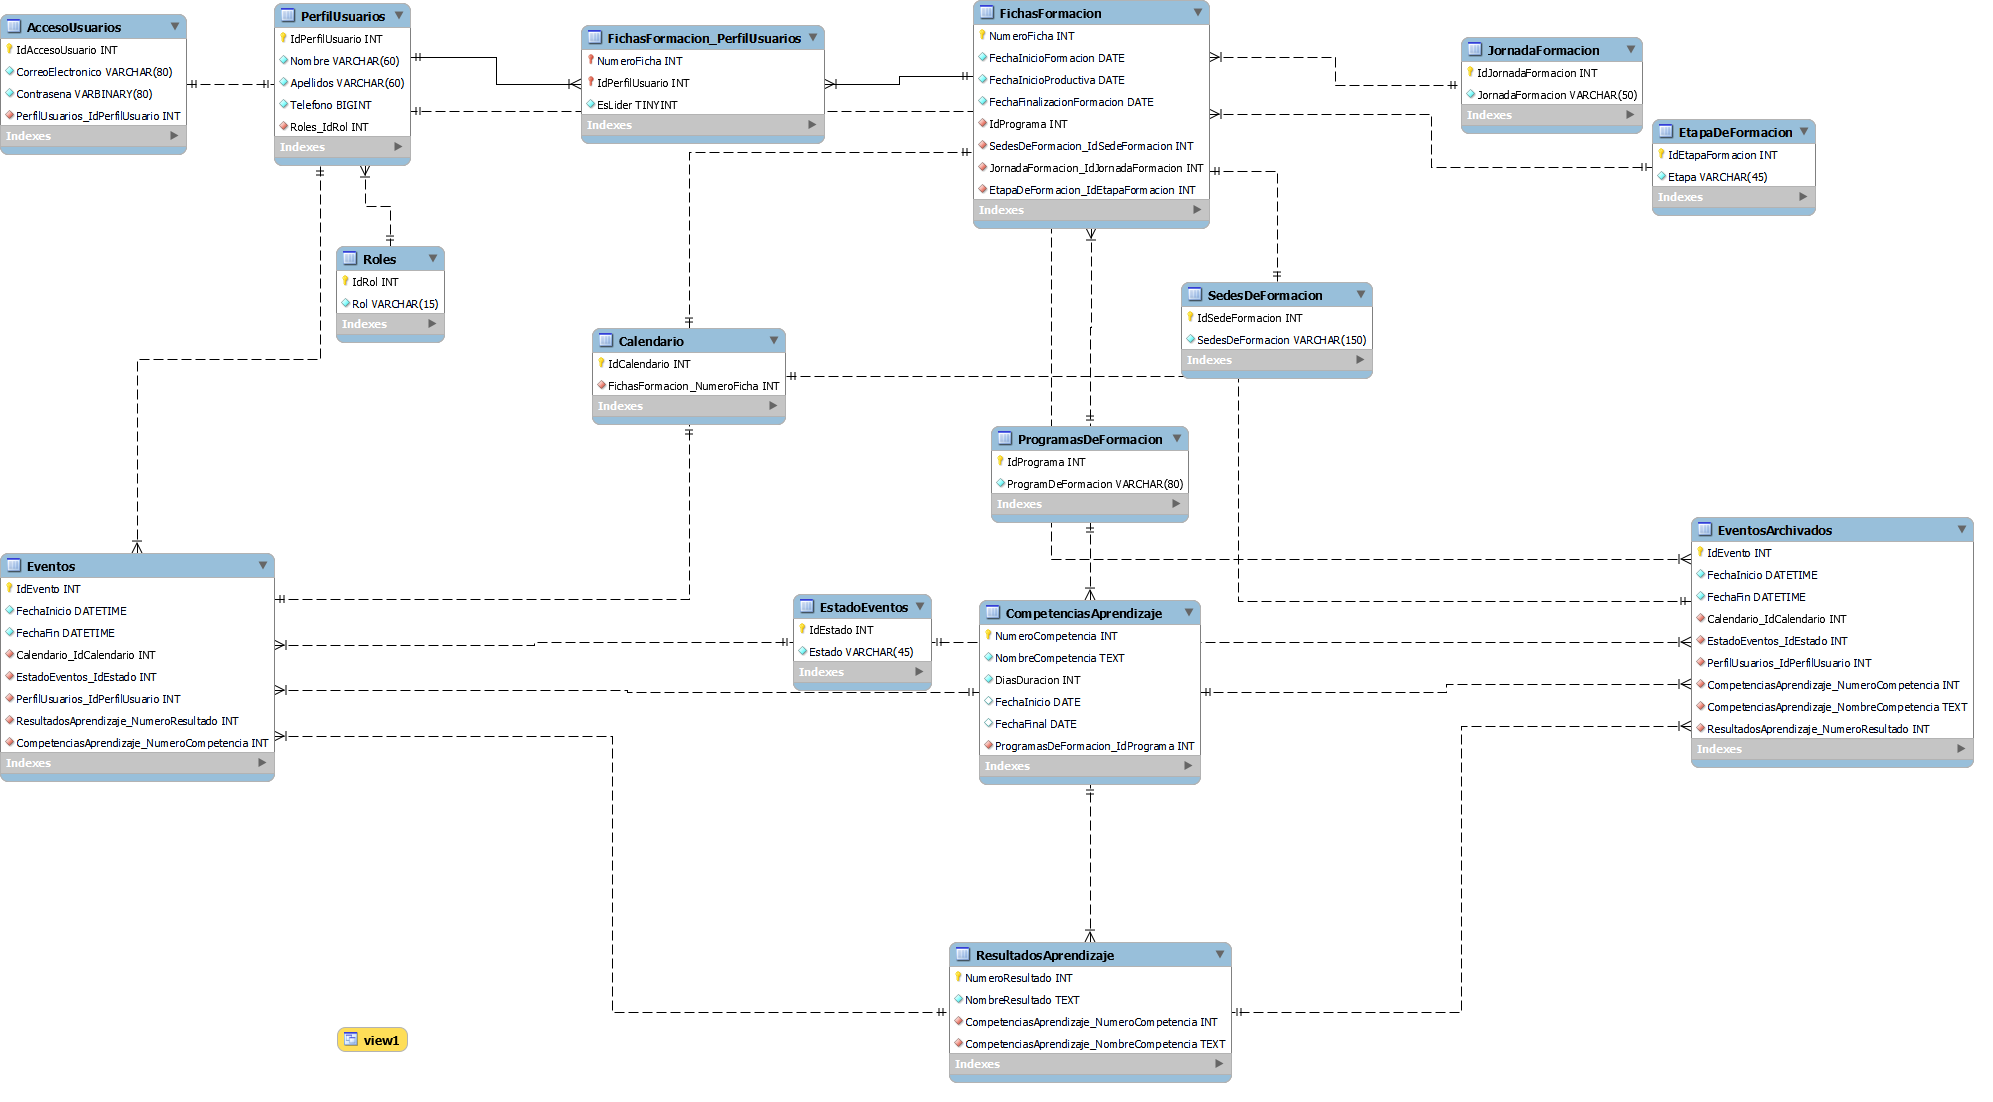 AccesoUsuarios
IdAccesoUsuario INT
CorreoElectronico VARCHAR(80)
Contrasena VARBINARY(80)
PerfilUsuarios_IdPerfilUsuario INT
Indexes
PerfilUsuarios
IdPerfilUsuario INT
Nombre VARCHAR(60)
Apellidos VARCHAR(60)
Telefono BIGINT
Roles_IdRol INT
Indexes
FichasFormacion_PerfilUsuarios
NumeroFicha INT
IdPerfilUsuario INT
EsLider TINYINT
Indexes
FichasFormacion
NumeroFicha INT
FechaInicioFormacion DATE
FechaInicioProductiva DATE
FechaFinalizacionFormacion DATE
IdPrograma INT
SedesDeFormacion_IdSedeFormacion INT
JornadaFormacion_IdJornadaFormacion INT
EtapaDeFormacion_IdEtapaFormacion INT
Indexes
JornadaFormacion
IdJornadaFormacion INT
JornadaFormacion VARCHAR(50)
Indexes
EtapaDeFormacion
IdEtapaFormacion INT
Etapa VARCHAR(45)
Indexes
Roles
IdRol INT
Rol VARCHAR(15)
Indexes
Calendario
IdCalendario INT
FichasFormacion_NumeroFicha INT
Indexes
SedesDeFormacion
IdSedeFormacion INT
SedesDeFormacion VARCHAR(150)
Indexes
ProgramasDeFormacion
IdPrograma INT
ProgramDeFormacion VARCHAR(80)
Indexes
Eventos
IdEvento INT
FechaInicio DATETIME
FechaFin DATETIME
Calendario_IdCalendario INT
EstadoEventos_IdEstado INT
PerfilUsuarios_IdPerfilUsuario INT
ResultadosAprendizaje_NumeroResultado INT
CompetenciasAprendizaje_NumeroCompetencia INT
Indexes
EstadoEventos
IdEstado INT
Estado VARCHAR(45)
Indexes
CompetenciasAprendizaje
NumeroCompetencia INT
NombreCompetencia TEXT
DiasDuracion INT
FechaInicio DATE
FechaFinal DATE
ProgramasDeFormacion_IdPrograma INT
Indexes
EventosArchivados
IdEvento INT
FechaInicio DATETIME
FechaFin DATETIME
Calendario_IdCalendario INT
EstadoEventos_IdEstado INT
PerfilUsuarios_IdPerfilUsuario INT
CompetenciasAprendizaje_NumeroCompetencia INT
CompetenciasAprendizaje_NombreCompetencia TEXT
ResultadosAprendizaje_NumeroResultado INT
Indexes
ResultadosAprendizaje
NumeroResultado INT
NombreResultado TEXT
CompetenciasAprendizaje_NumeroCompetencia INT
CompetenciasAprendizaje_NombreCompetencia TEXT
Indexes
view1